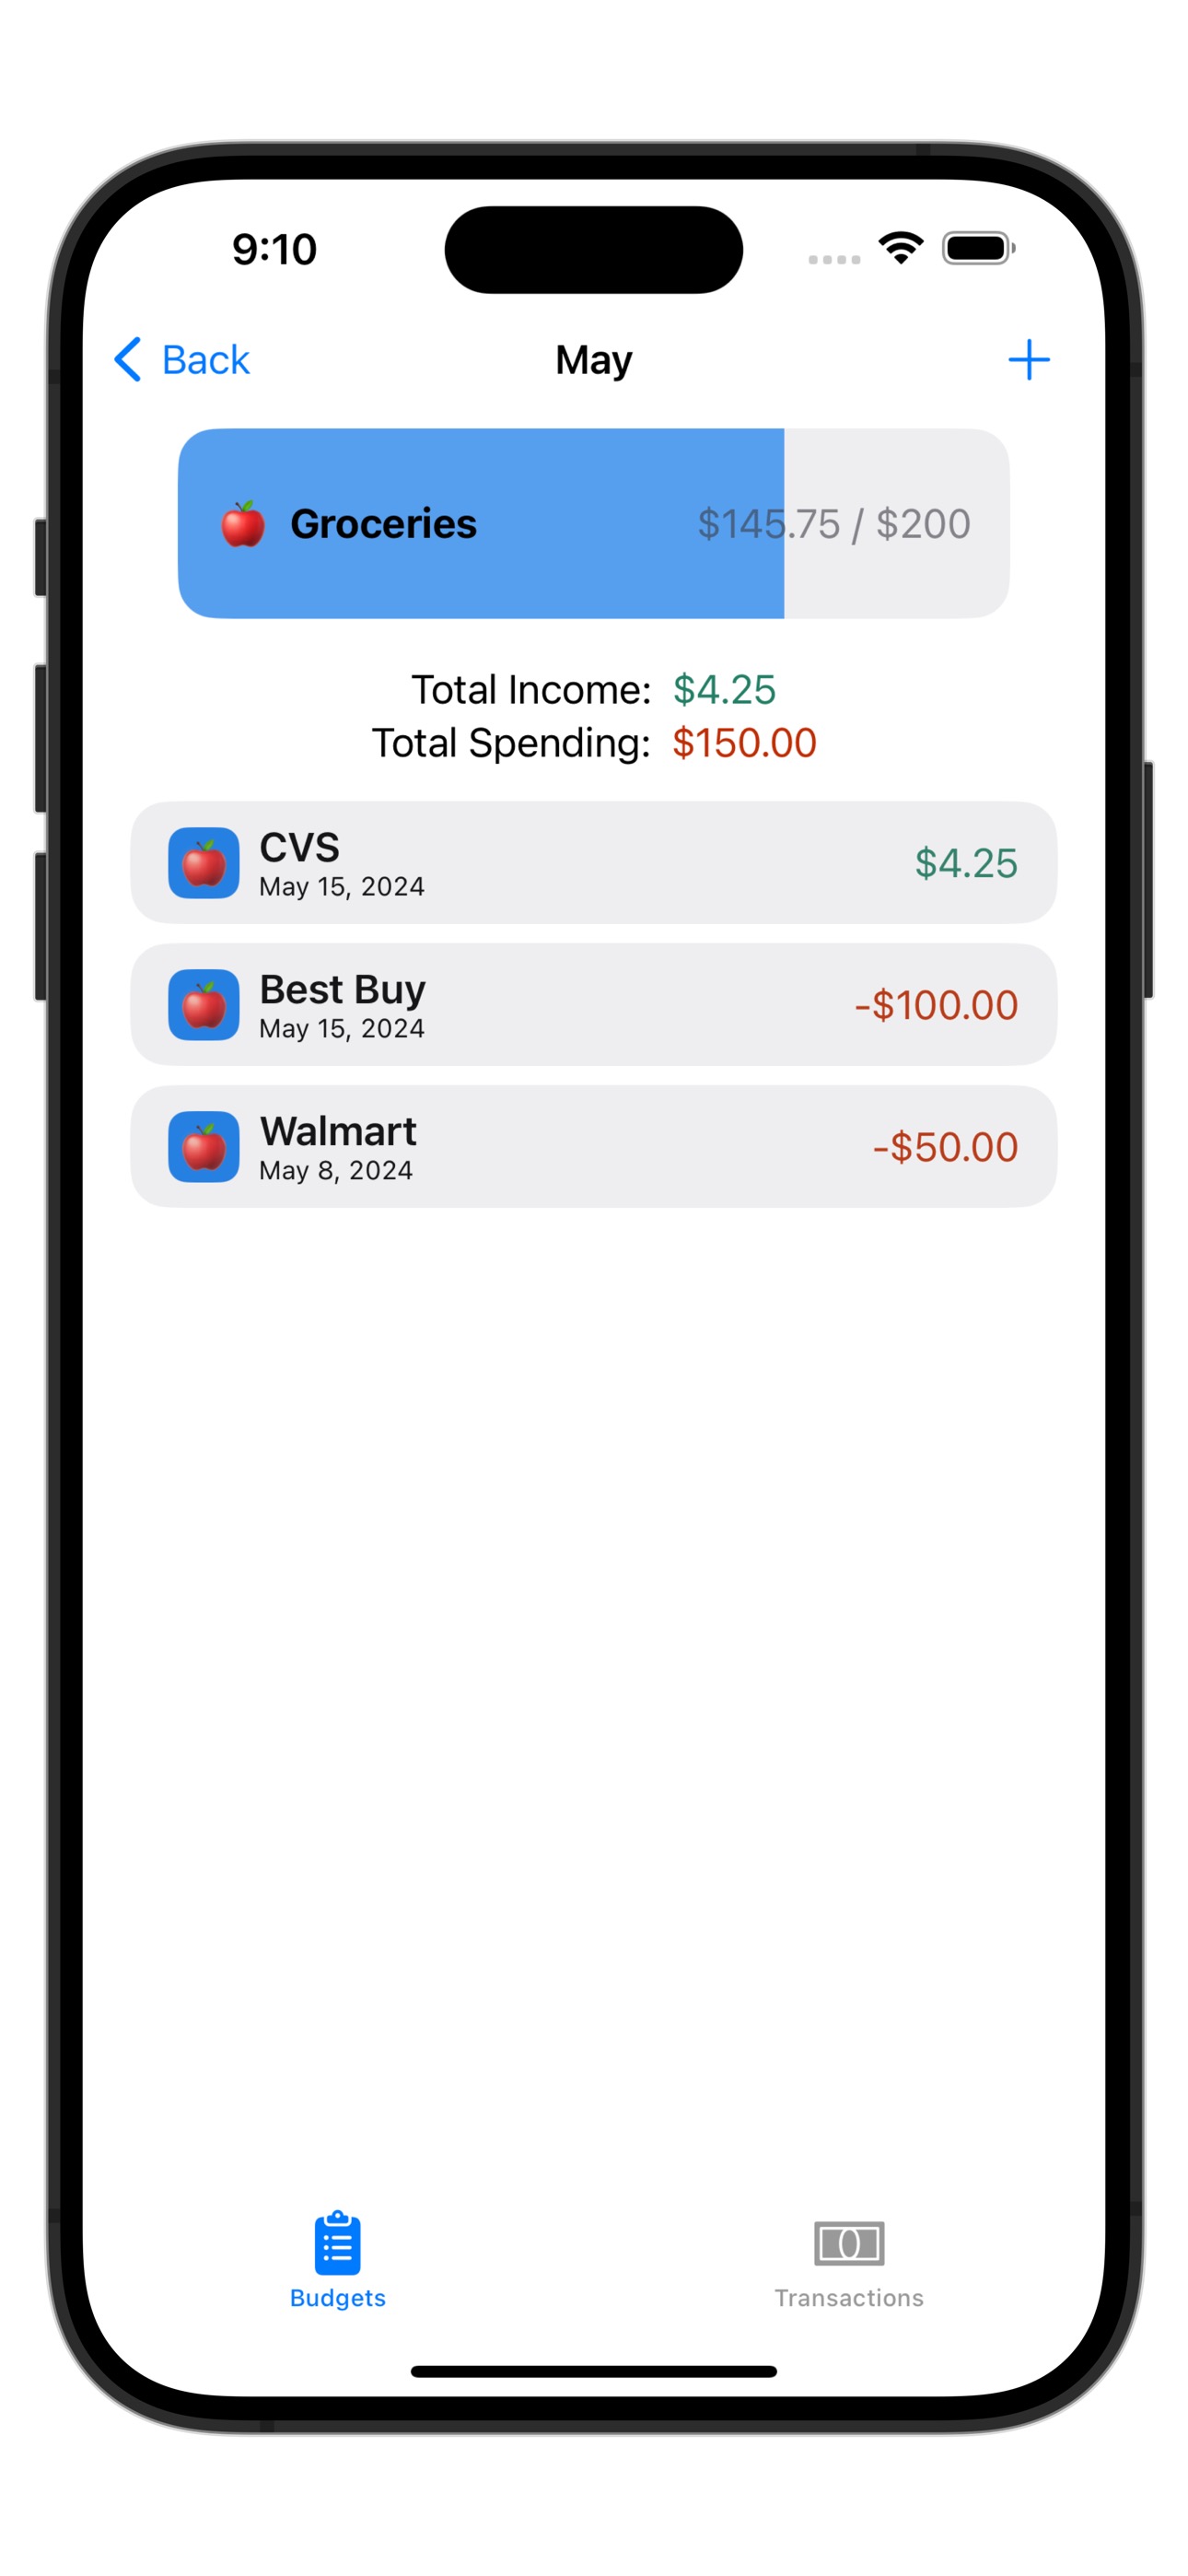 9:10
Back
May
Groceries
$145.75 / $200
Total Income: $4.25
Total Spending: $150.00
CVS
May 15, 2024
$4.25
Best Buy
May 15, 2024
-$100.00
Walmart
May 8, 2024
-$50.00
Budgets
Transactions